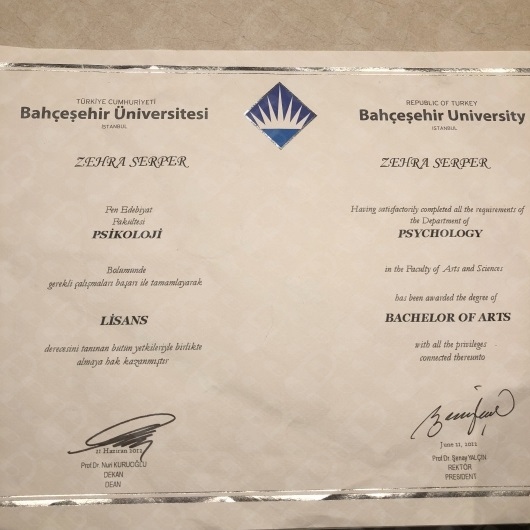 TÜRKİYE CUMHURİYETİ
Bahçeşehir Üniversitesi
İSTANBUL
ZEHRA SERPER
Fen Edebiyat
Fakultesi
PSİKOLOJİ
Bölümünde
gerekli çalışmaları başarı ile tamamlayarak
LİSANS
derecesini tanınan butun yetkileriyle birlikte
almaya hak kazanmıştır
21 Haziran 2012
Prof.Dr. Nuri KURUOĞLU
DEKAN
DEAN
REPUBLIC OF TURKEY
Bahçeşehir University
ISTANBUL
ZEHRA SERPER
Having satisfactorily completed all the requirements of
the Department of
PSYCHOLOGY
in the Faculty of Arts and Sciences
has been awarded the degree of
BACHELOR OF ARTS
with all the privileges
connected thereunto
June 21, 2012
Prof.Dr. Şenay YALÇIN
REKTÖR
PRESIDENT